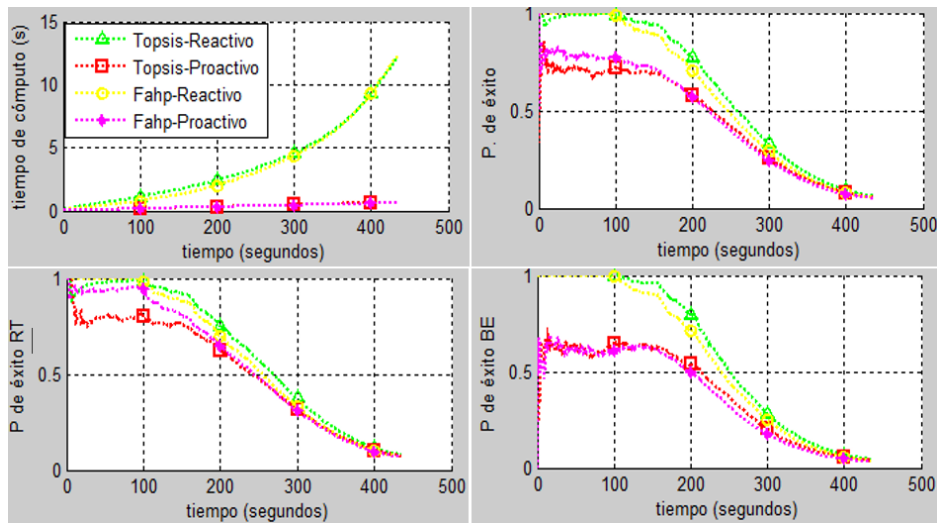 tiempo de cómputo (s)
15
10
5
0
Topsis-Reactivo
Topsis-Proactivo
Fahp-Reactivo
Fahp-Proactivo
0 100 200 300 400 500
tiempo (segundos)
P. de éxito
1
0.5
0
0 100 200 300 400 500
tiempo (segundos)
P de éxito RT
1
0.5
0
0 100 200 300 400 500
tiempo (segundos)
P de éxito BE
1
0.5
0
0 100 200 300 400 500
tiempo (segundos)